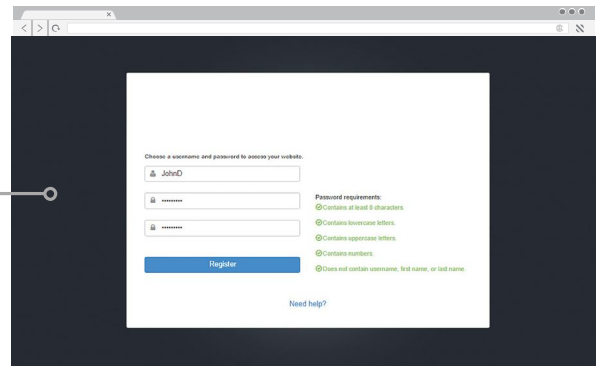 Choose a username and password to access your website.
JohnD
•••••••••
Password requirements:
Contains at least 8 characters.
Contains lowercase letters.
•••••••••
Contains uppercase letters.
Contains numbers.
Register
Does not contain username, first name, or last name.
Need help?